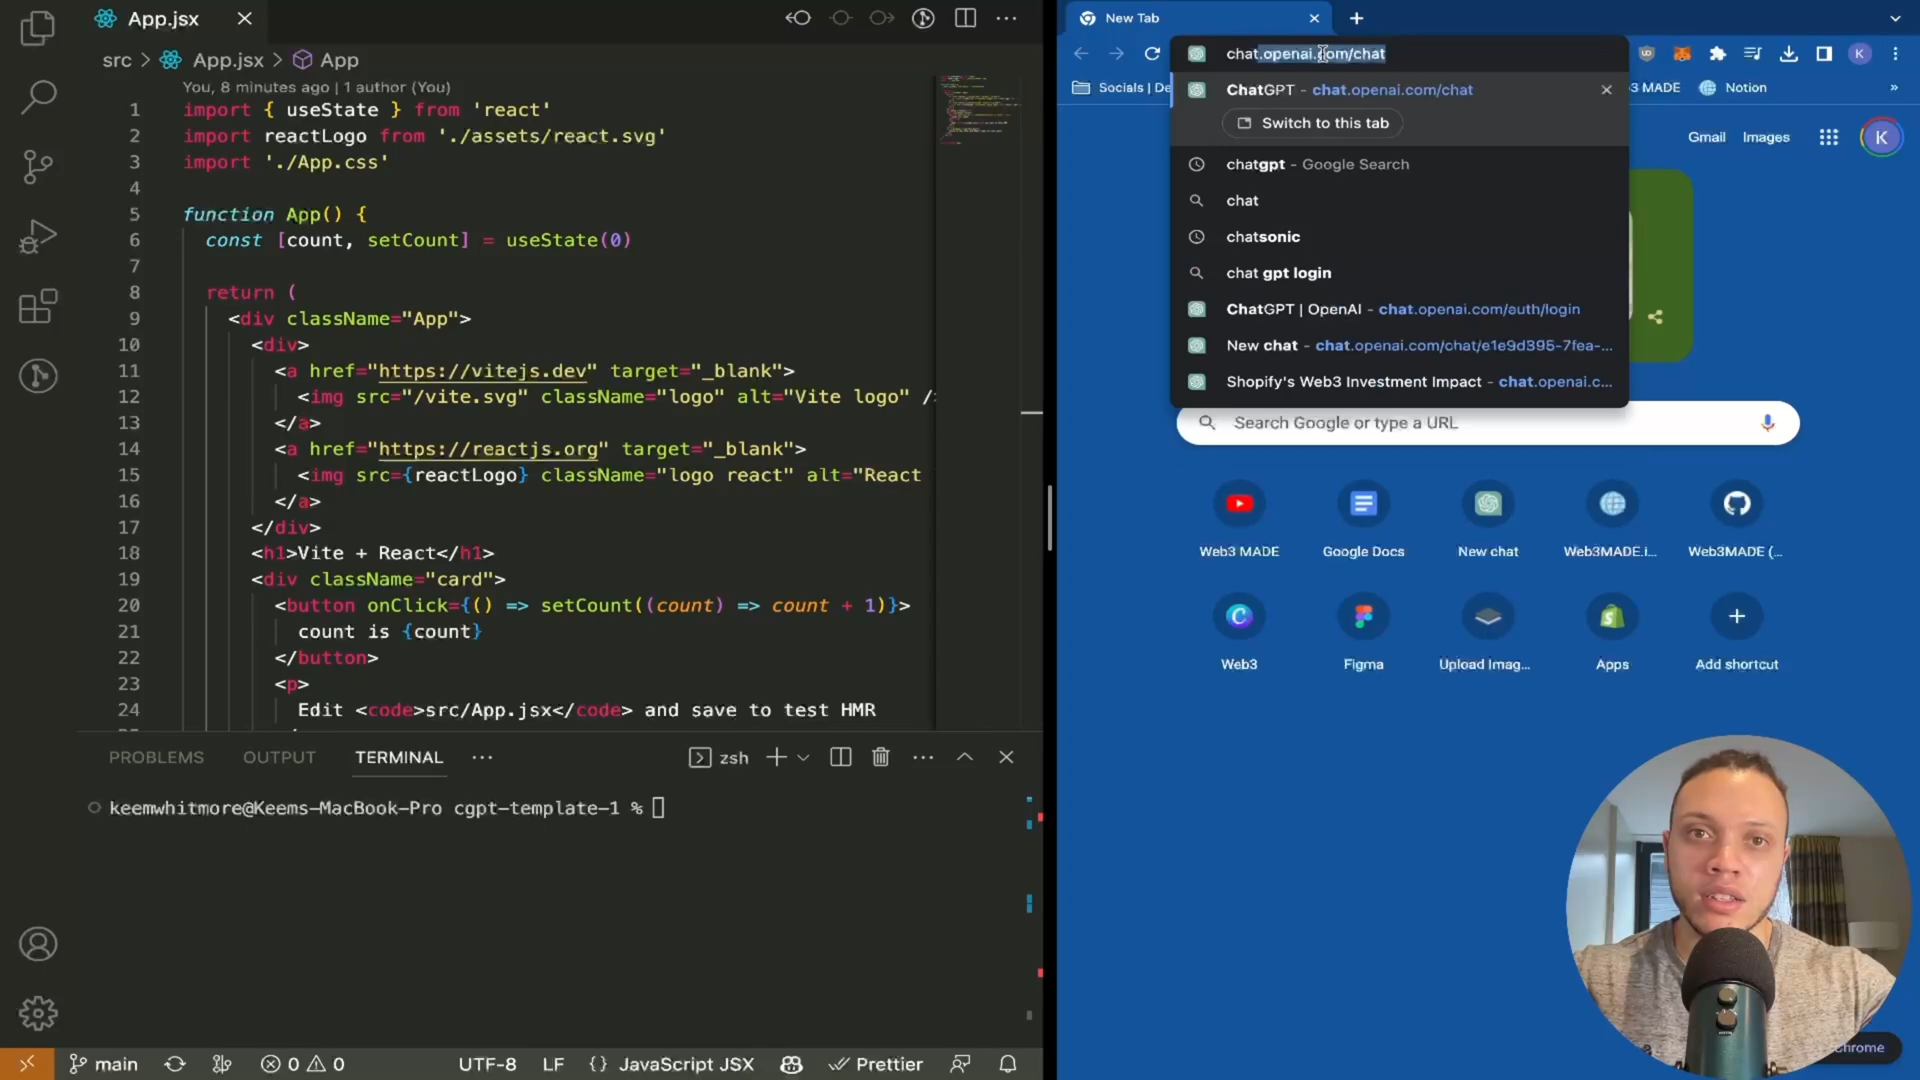 App.jsx
src > App.jsx > App
You, 8 minutes ago | 1 author (You)
1 import { useState } from 'react'
2 import reactLogo from './assets/react.svg'
3 import './App.css'
4
5 function App() {
6 const [count, setCount] = useState(0)
7
8 return (
9 <div className="App">
10 <div>
11 <a href="https://vitejs.dev" target="_blank">
12 <img src="/vite.svg" className="logo" alt="Vite logo" />
13 </a>
14 <a href="https://reactjs.org" target="_blank">
15 <img src={reactLogo} className="logo react" alt="React
16 </a>
17 </div>
18 <h1>Vite + React</h1>
19 <div className="card">
20 <button onClick={() => setCount((count) => count + 1)}>
21 count is {count}
22 </button>
23 <p>
24 Edit <code>src/App.jsx</code> and save to test HMR
PROBLEMS OUTPUT TERMINAL ... zsh
keemwhitmore@Keems-MacBook-Pro cgpt-template-1 %
main 0 0 UTF-8 LF {} JavaScript JSX Prettier
New Tab
chat.openai.com/chat
K
Socials | De
3 MADE Notion »
ChatGPT - chat.openai.com/chat
Switch to this tab
chatgpt - Google Search
chat
chatsonic
chat gpt login
ChatGPT | OpenAI - chat.openai.com/auth/login
New chat - chat.openai.com/chat/e1e9d395-7fea-...
Shopify's Web3 Investment Impact - chat.openai.c...
Gmail Images K
Search Google or type a URL
Web3 MADE Google Docs New chat Web3MADE.i... Web3MADE (...
Web3 Figma Upload Imag... Apps Add shortcut
Chrome